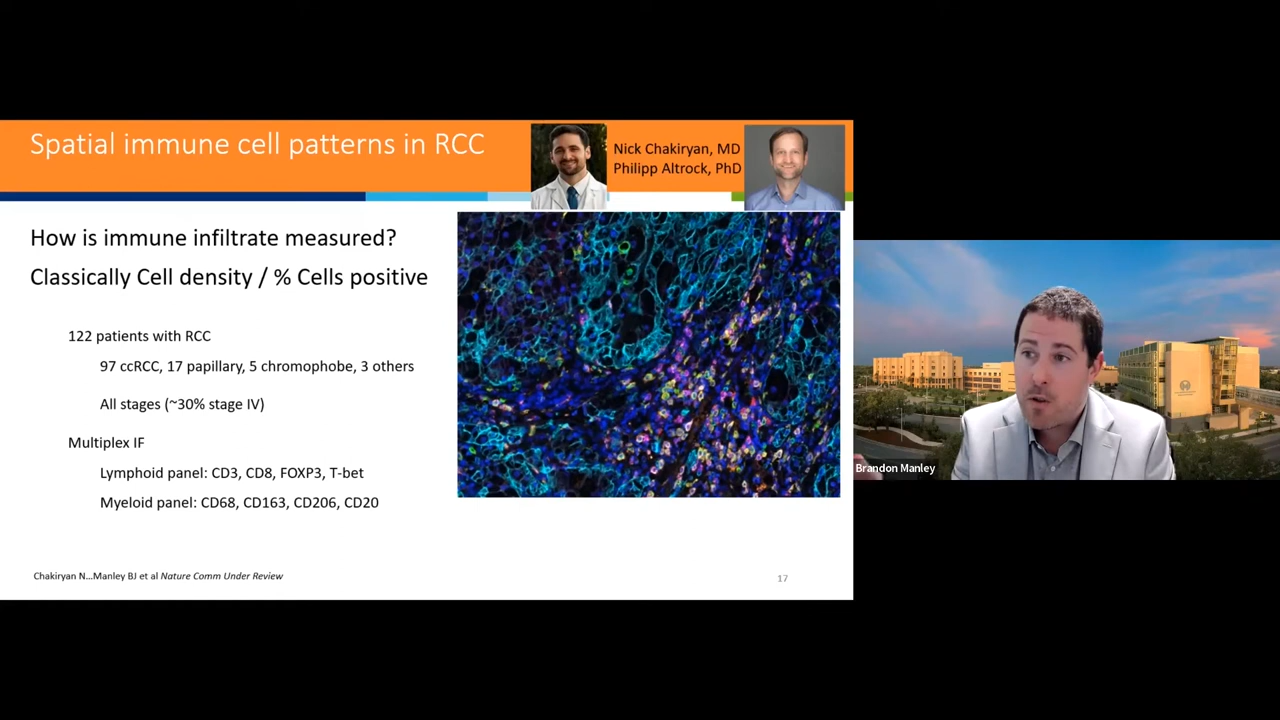 Spatial immune cell patterns in RCC
Nick Chakiryan, MD
Philipp Altrock, PhD
How is immune infiltrate measured?
Classically Cell density / % Cells positive
122 patients with RCC
97 ccRCC, 17 papillary, 5 chromophobe, 3 others
All stages (~30% stage IV)
Multiplex IF
Lymphoid panel: CD3, CD8, FOXP3, T-bet
Myeloid panel: CD68, CD163, CD206, CD20
Chakiryan N…Manley BJ et al Nature Comm Under Review
17
Brandon Manley